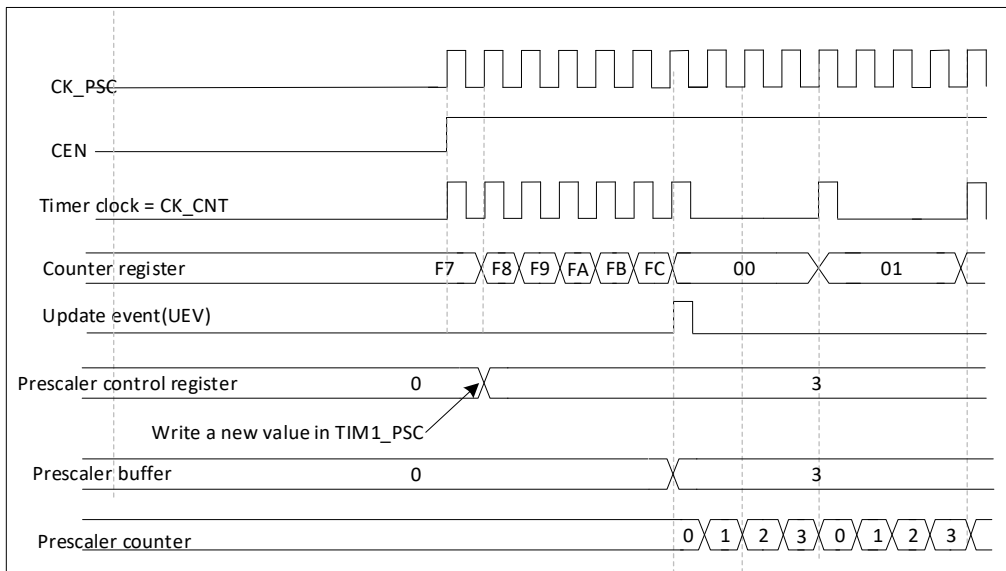 CK_PSC
CEN
Timer clock = CK_CNT
Counter register F7 F8 F9 FA FB FC 00 01
Update event(UEV)
Prescaler control register 0 3
Write a new value in TIM1_PSC
Prescaler buffer 0 3
Prescaler counter 0 1 2 3 0 1 2 3